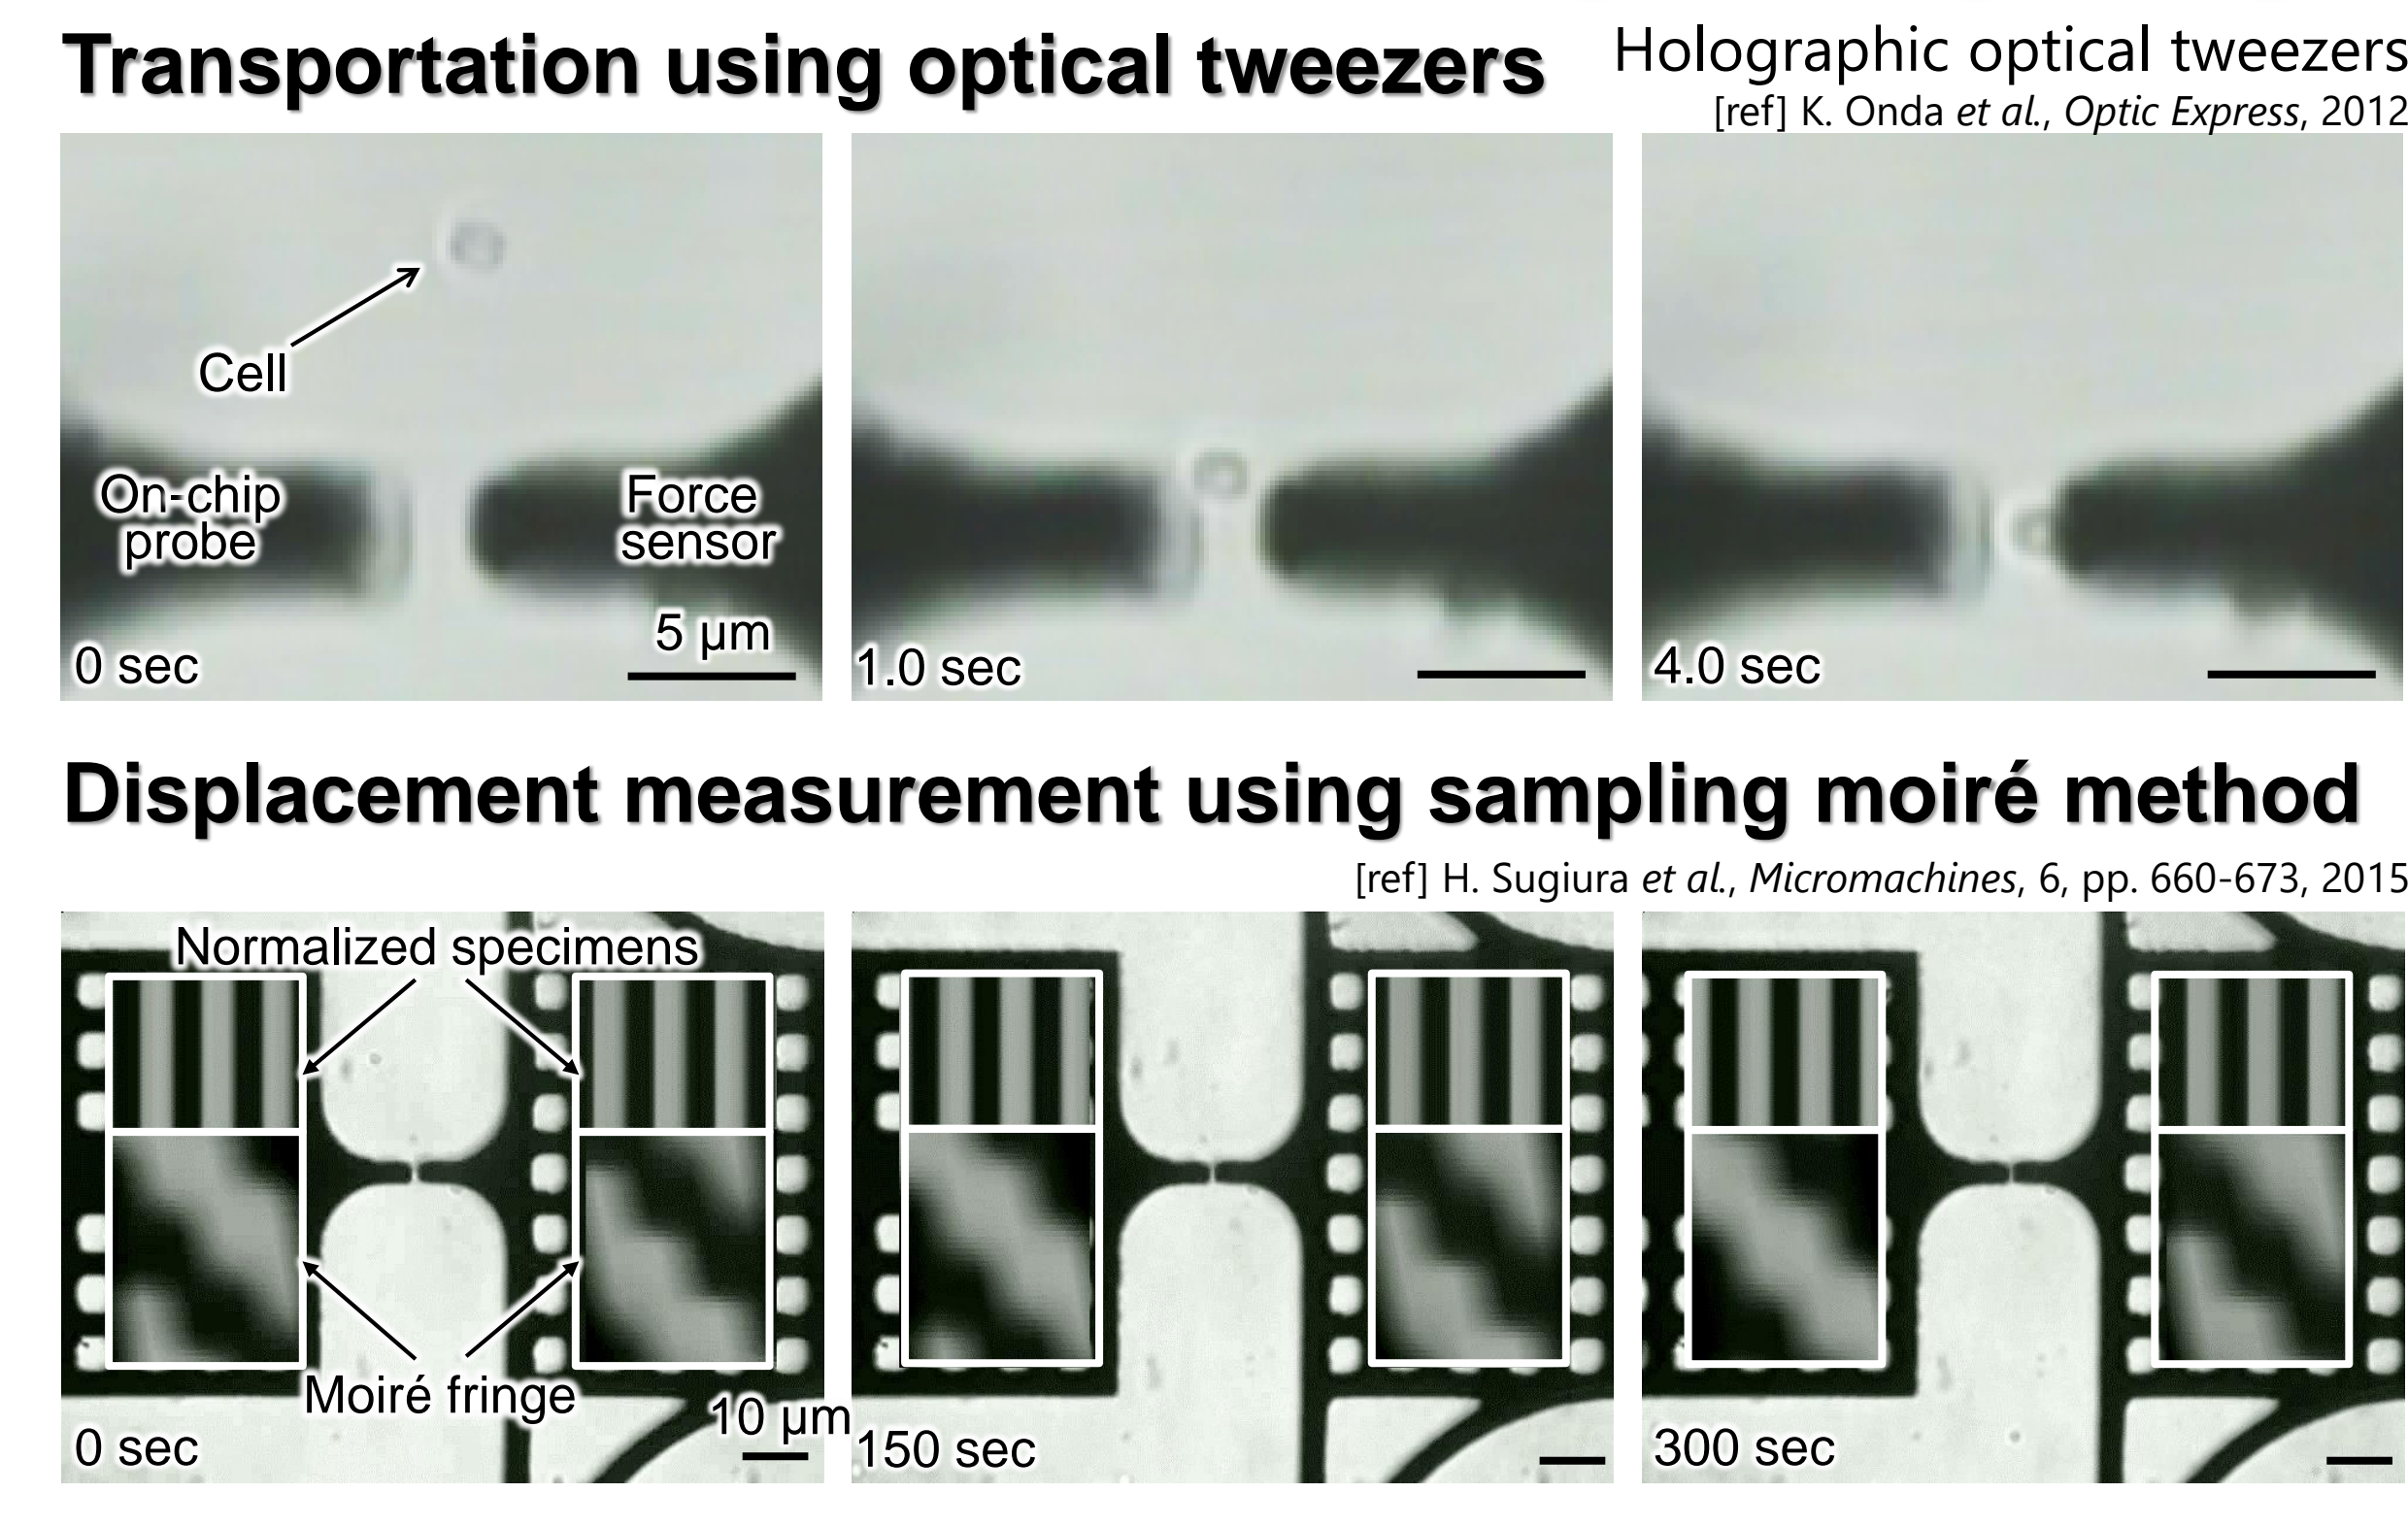 Transportation using optical tweezers
Holographic optical tweezers
[ref] K. Onda et al., Optic Express, 2012
Cell
On-chip
probe
Force
sensor
5 µm
0 sec
1.0 sec
4.0 sec
Displacement measurement using sampling moiré method
[ref] H. Sugiura et al., Micromachines, 6, pp. 660-673, 2015
Normalized specimens
Moiré fringe
10 µm
0 sec
150 sec
300 sec